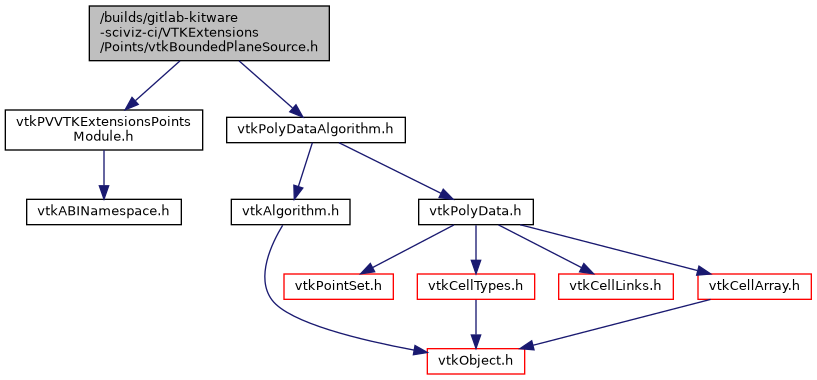 /builds/gitlab-kitware
-sciviz-ci/VTKExtensions
/Points/vtkBoundedPlaneSource.h
vtkPVVTKExtensionsPoints
Module.h
vtkPolyDataAlgorithm.h
vtkABINamespace.h
vtkAlgorithm.h
vtkPolyData.h
vtkPointSet.h
vtkCellTypes.h
vtkCellLinks.h
vtkCellArray.h
vtkObject.h